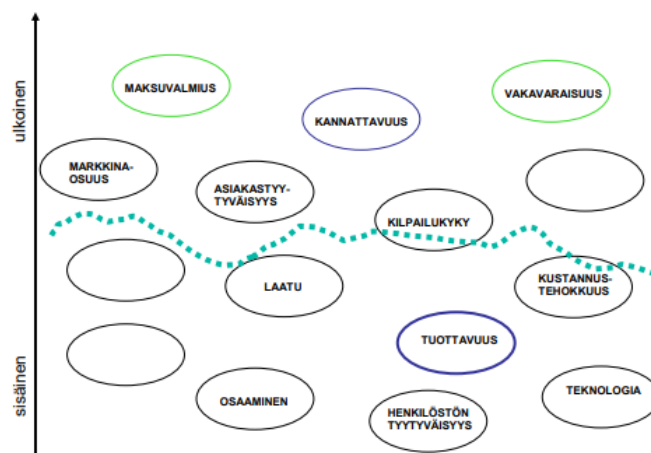 ulkoinen
MAKSUVALMIUS
KANNATTAVUUS
VAKAVARAISUUS
MARKKINA-
OSUUS
ASIAKASTYY-
TYVÄISYYS
KILPAILUKYKY
LAATU
KUSTANNUS-
TEHOKKUUS
TUOTTAVUUS
sisäinen
OSAAMINEN
HENKILÖSTÖN
TYYTYVÄISYYS
TEKNOLOGIA